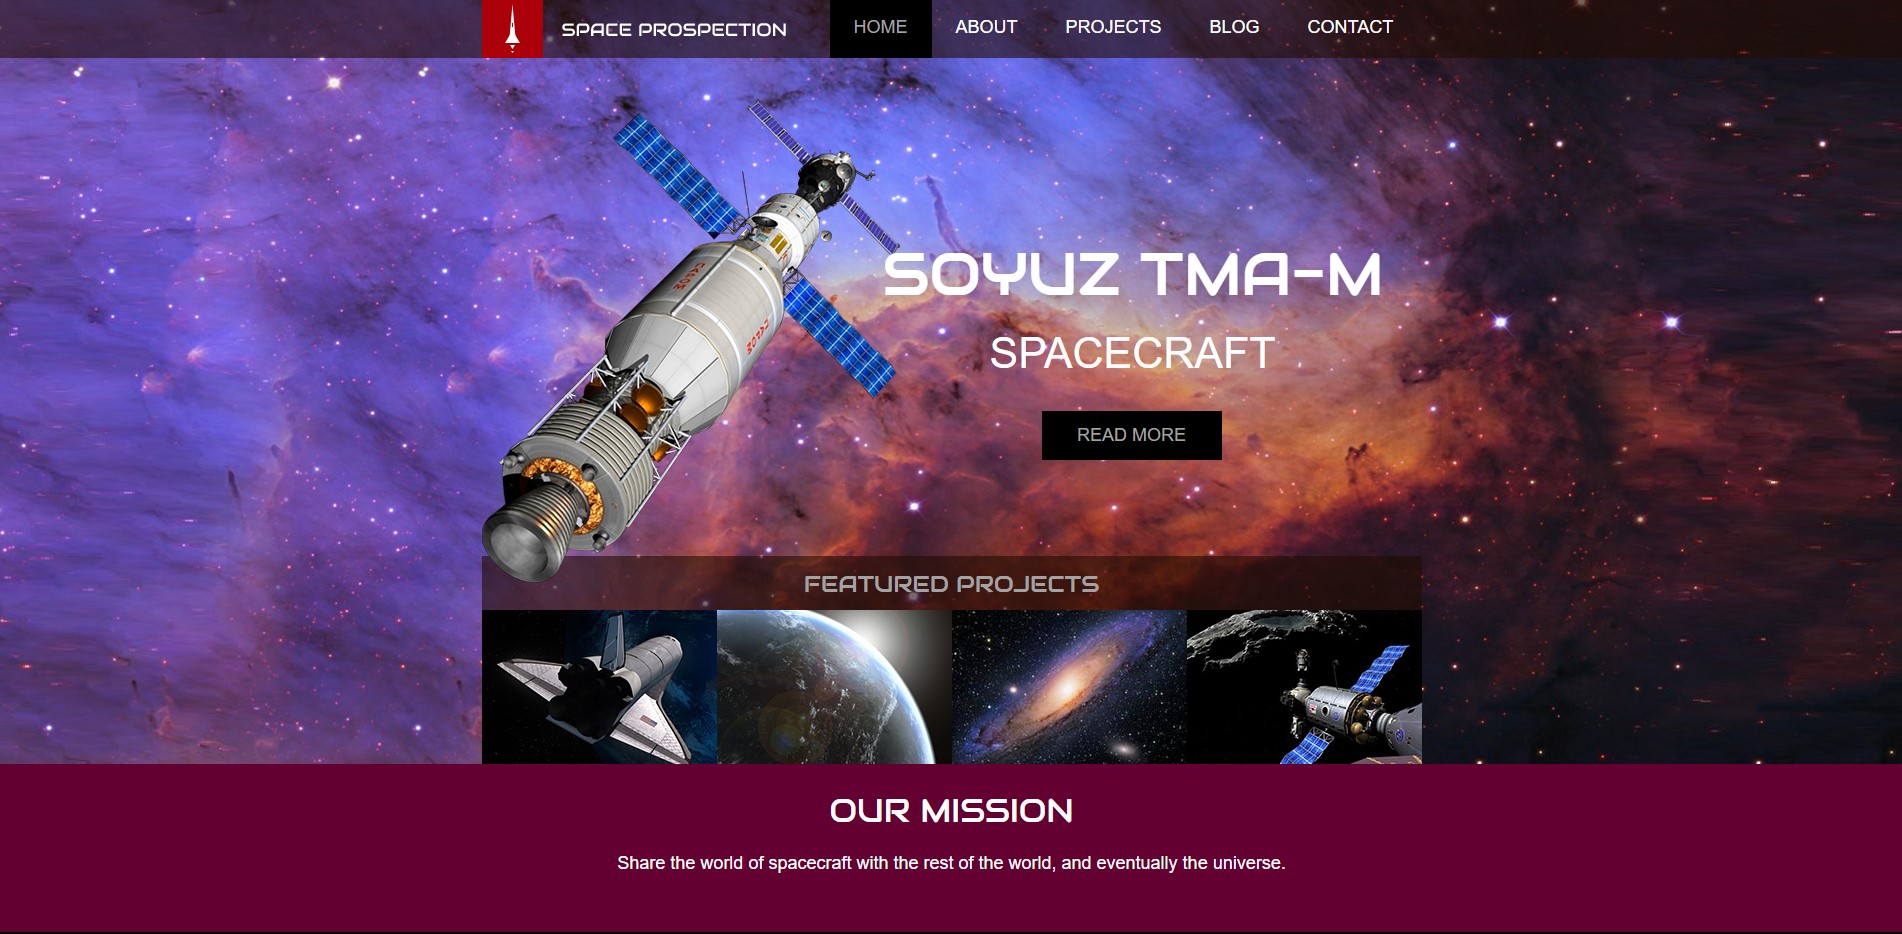 SPACE PROSPECTION
HOME
ABOUT
PROJECTS
BLOG
CONTACT
SOYUZ TMA-M
SPACECRAFT
READ MORE
FEATURED PROJECTS
OUR MISSION
Share the world of spacecraft with the rest of the world, and eventually the universe.